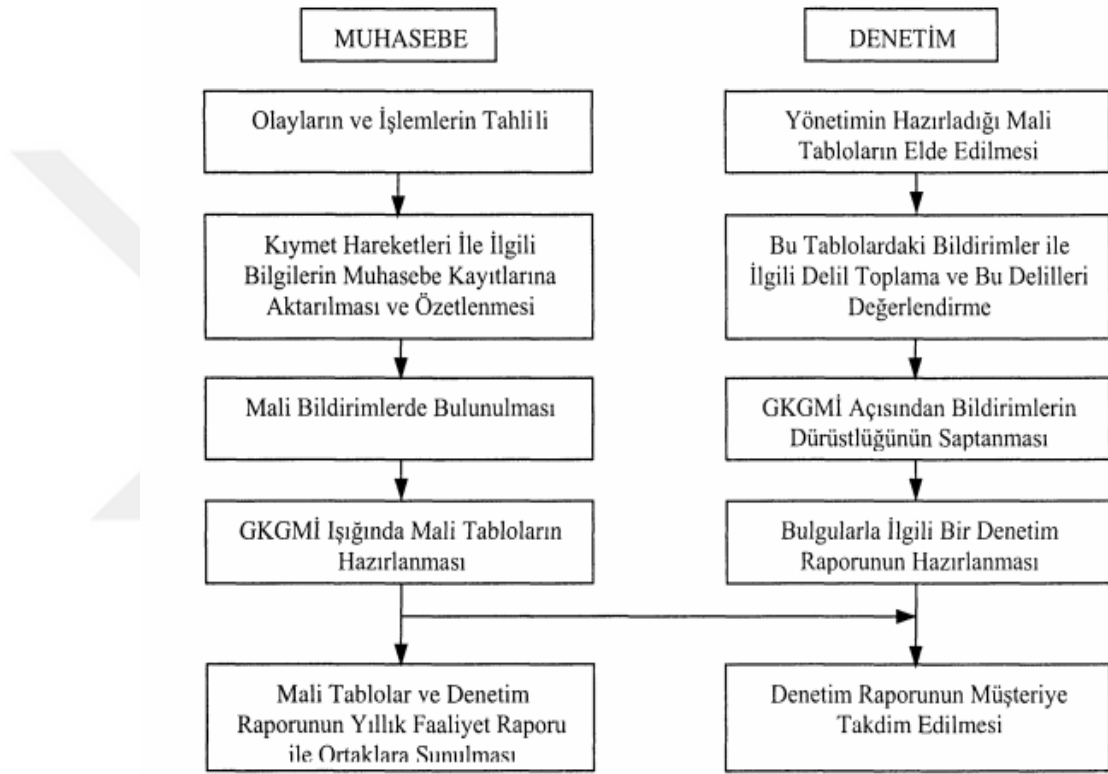 MUHASEBE
Olayların ve İşlemlerin Tahlili
Kıymet Hareketleri İle İlgili
Bilgilerin Muhasebe Kayıtlarına
Aktarılması ve Özetlenmesi
Mali Bildirimlerde Bulunulması
GKGMİ Işığında Mali Tabloların
Hazırlanması
Mali Tablolar ve Denetim
Raporunun Yıllık Faaliyet Raporu
ile Ortaklara Sunulması
DENETİM
Yönetimin Hazırladığı Mali
Tabloların Elde Edilmesi
Bu Tablolardaki Bildirimler ile
İlgili Delil Toplama ve Bu Delilleri
Değerlendirme
GKGMİ Açısından Bildirimlerin
Dürüstlüğünün Saptanması
Bulgularla İlgili Bir Denetim
Raporunun Hazırlanması
Denetim Raporunun Müşteriye
Takdim Edilmesi